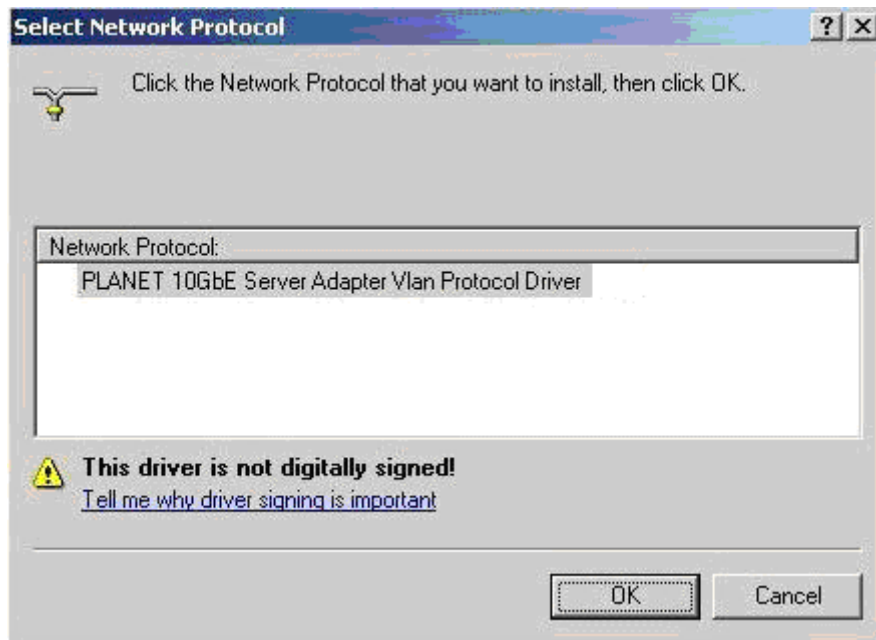 Select Network Protocol
Click the Network Protocol that you want to install, then click OK.
Network Protocol:
PLANET 10GbE Server Adapter Vlan Protocol Driver
This driver is not digitally signed!
Tell me why driver signing is important
OK Cancel